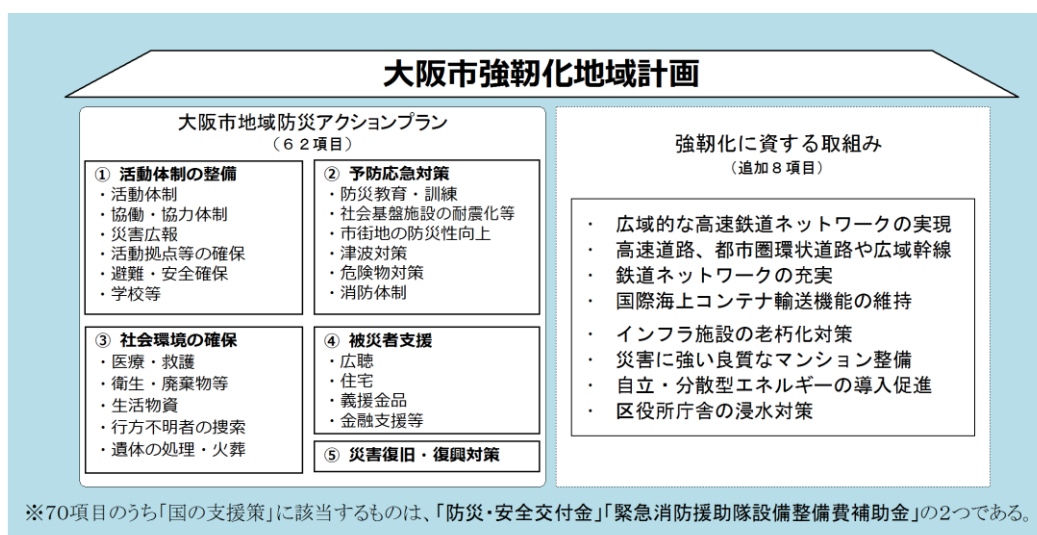 大阪市強靭化地域計画
大阪市地域防災アクションプラン
（６２項目）
① 活動体制の整備
・活動体制
・協働・協力体制
・災害広報
・活動拠点等の確保
・避難・安全確保
・学校等
② 予防応急対策
・防災教育・訓練
・社会基盤施設の耐震化等
・市街地の防災性向上
・津波対策
・危険物対策
・消防体制
③ 社会環境の確保
・医療・救護
・衛生・廃棄物等
・生活物資
・行方不明者の捜索
・遺体の処理・火葬
④ 被災者支援
・広聴
・住宅
・義援金品
・金融支援等
⑤ 災害復旧・復興対策
強靭化に資する取組み
（追加８項目）
・ 広域的な高速鉄道ネットワークの実現
・ 高速道路、都市圏環状道路や広域幹線
・ 鉄道ネットワークの充実
・ 国際海上コンテナ輸送機能の維持
・ インフラ施設の老朽化対策
・ 災害に強い良質なマンション整備
・ 自立・分散型エネルギーの導入促進
・ 区役所庁舎の浸水対策
※70項目のうち「国の支援策」に該当するものは、「防災・安全交付金」「緊急消防援助隊設備整備費補助金」の2つである。